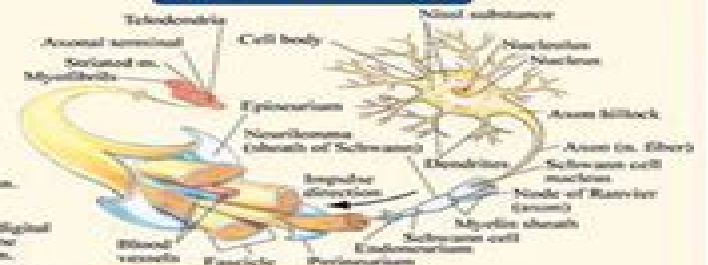 Telodondria
Axonal terminal
Striated m.
Myofibrils
Cell body
Nissl substance
Nucleolus
Nucleus
Epineurium
Neurilemma
(sheath of Schwann)
Axon hillock
Axon (n. fiber)
Dendrites
Schwann cell
nucleus
Impulse
direction
Node of Ranvier
(axon)
Myelin sheath
Schwann cell
Endoneurium
Perineurium
Blood
vessels
Fascicle
digital